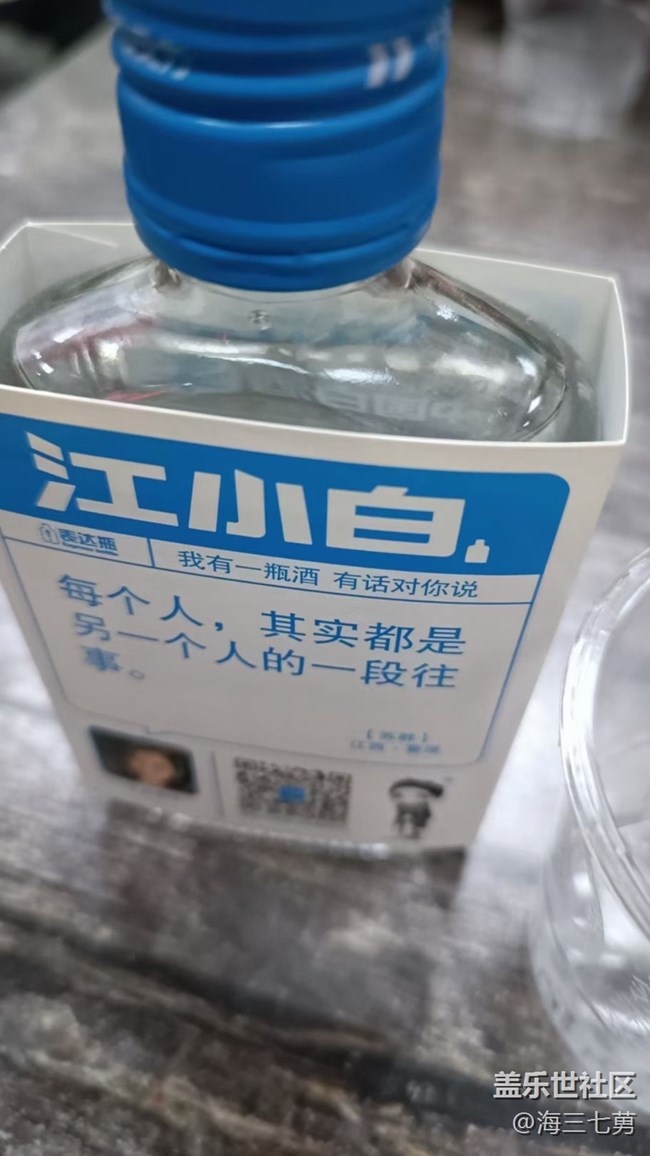 江小白
表达瓶
我有一瓶酒 有话对你说
每个人，其实都是
另一个人的一段往
事。
盖乐世社区
@海三七莮